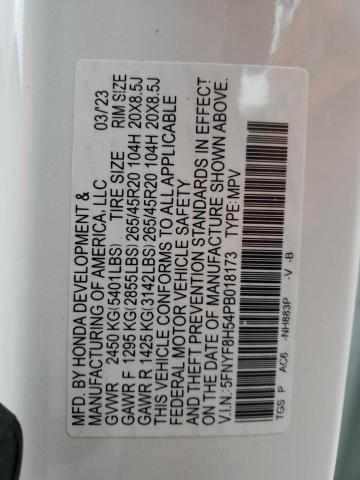 MFD. BY HONDA DEVELOPMENT &
MANUFACTURING OF AMERICA, LLC 03/23
GVWR 2450 KG(5401LBS) TIRE SIZE RIM SIZE
GAWR F 1295 KG(2855LBS) 265/45R20 104H 20X8.5J
GAWR R 1425 KG(3142LBS) 265/45R20 104H 20X8.5J
THIS VEHICLE CONFORMS TO ALL APPLICABLE
FEDERAL MOTOR VEHICLE SAFETY
AND THEFT PREVENTION STANDARDS IN EFFECT
ON THE DATE OF MANUFACTURE SHOWN ABOVE.
V.I.N.:5FNYF8H54PB018173 TYPE: MPV
TGS P AC6 -NH883P -V -B